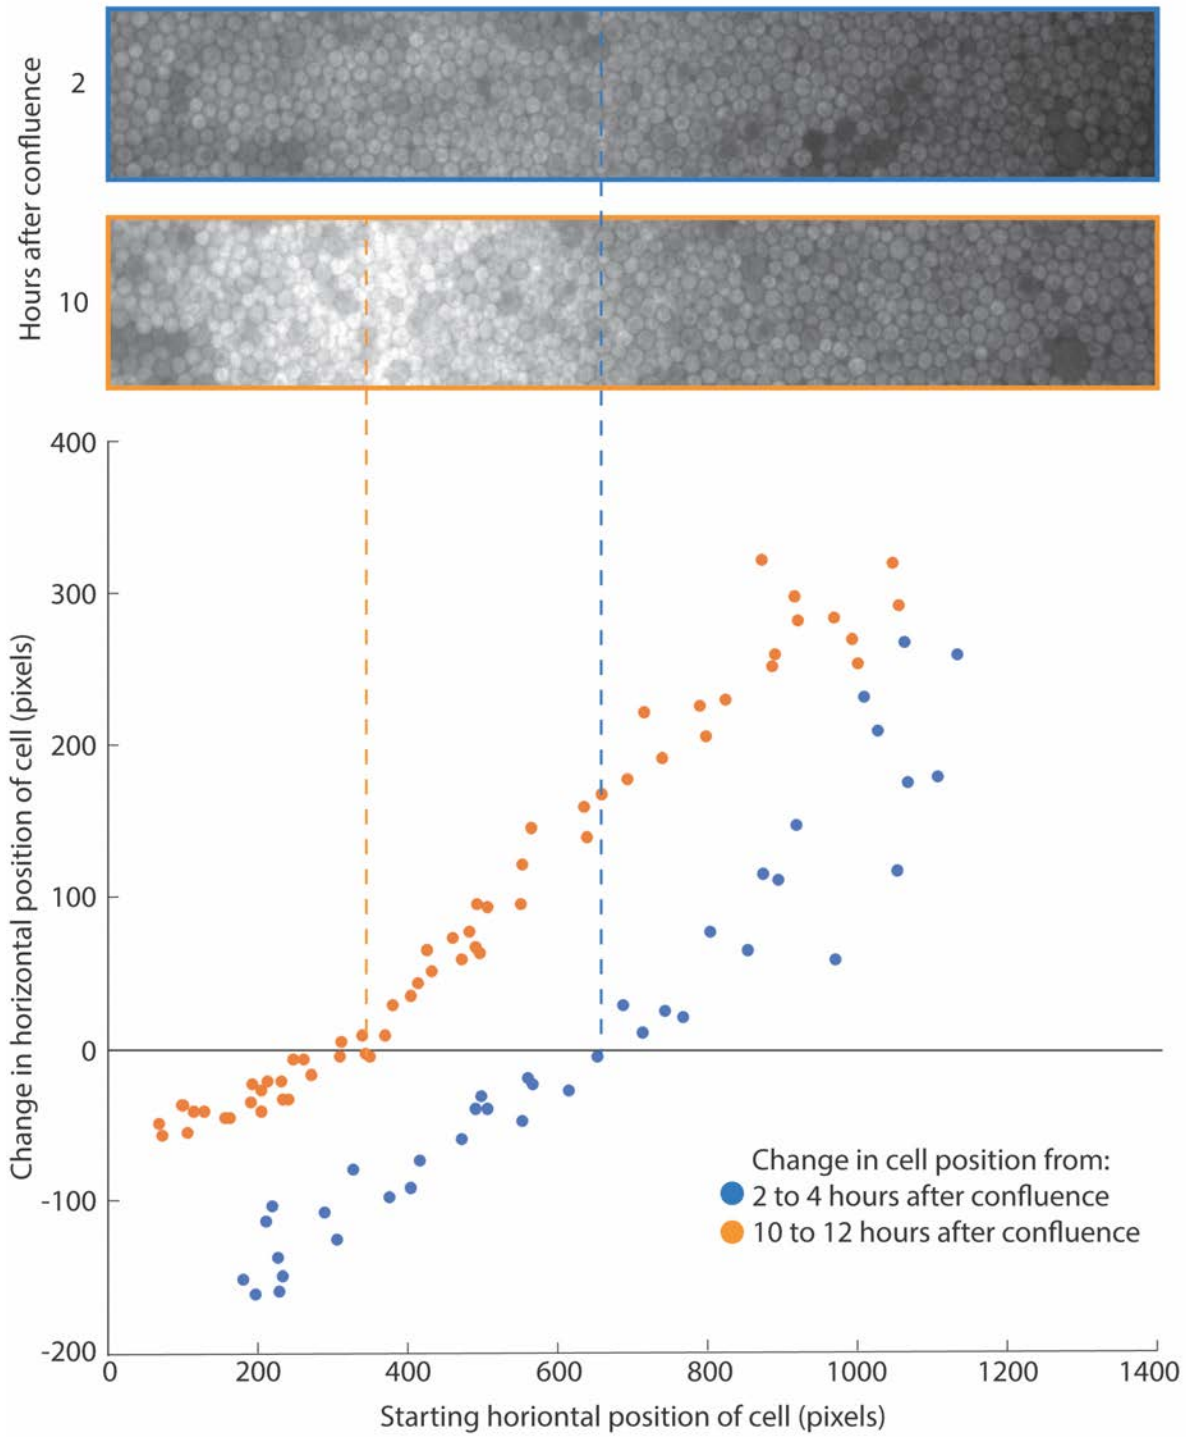 Hours after confluence
2
10
Change in horizontal position of cell (pixels)
400
300
200
100
0
-100
-200
Change in cell position from:
2 to 4 hours after confluence
10 to 12 hours after confluence
0 200 400 600 800 1000 1200 1400
Starting horiontal position of cell (pixels)